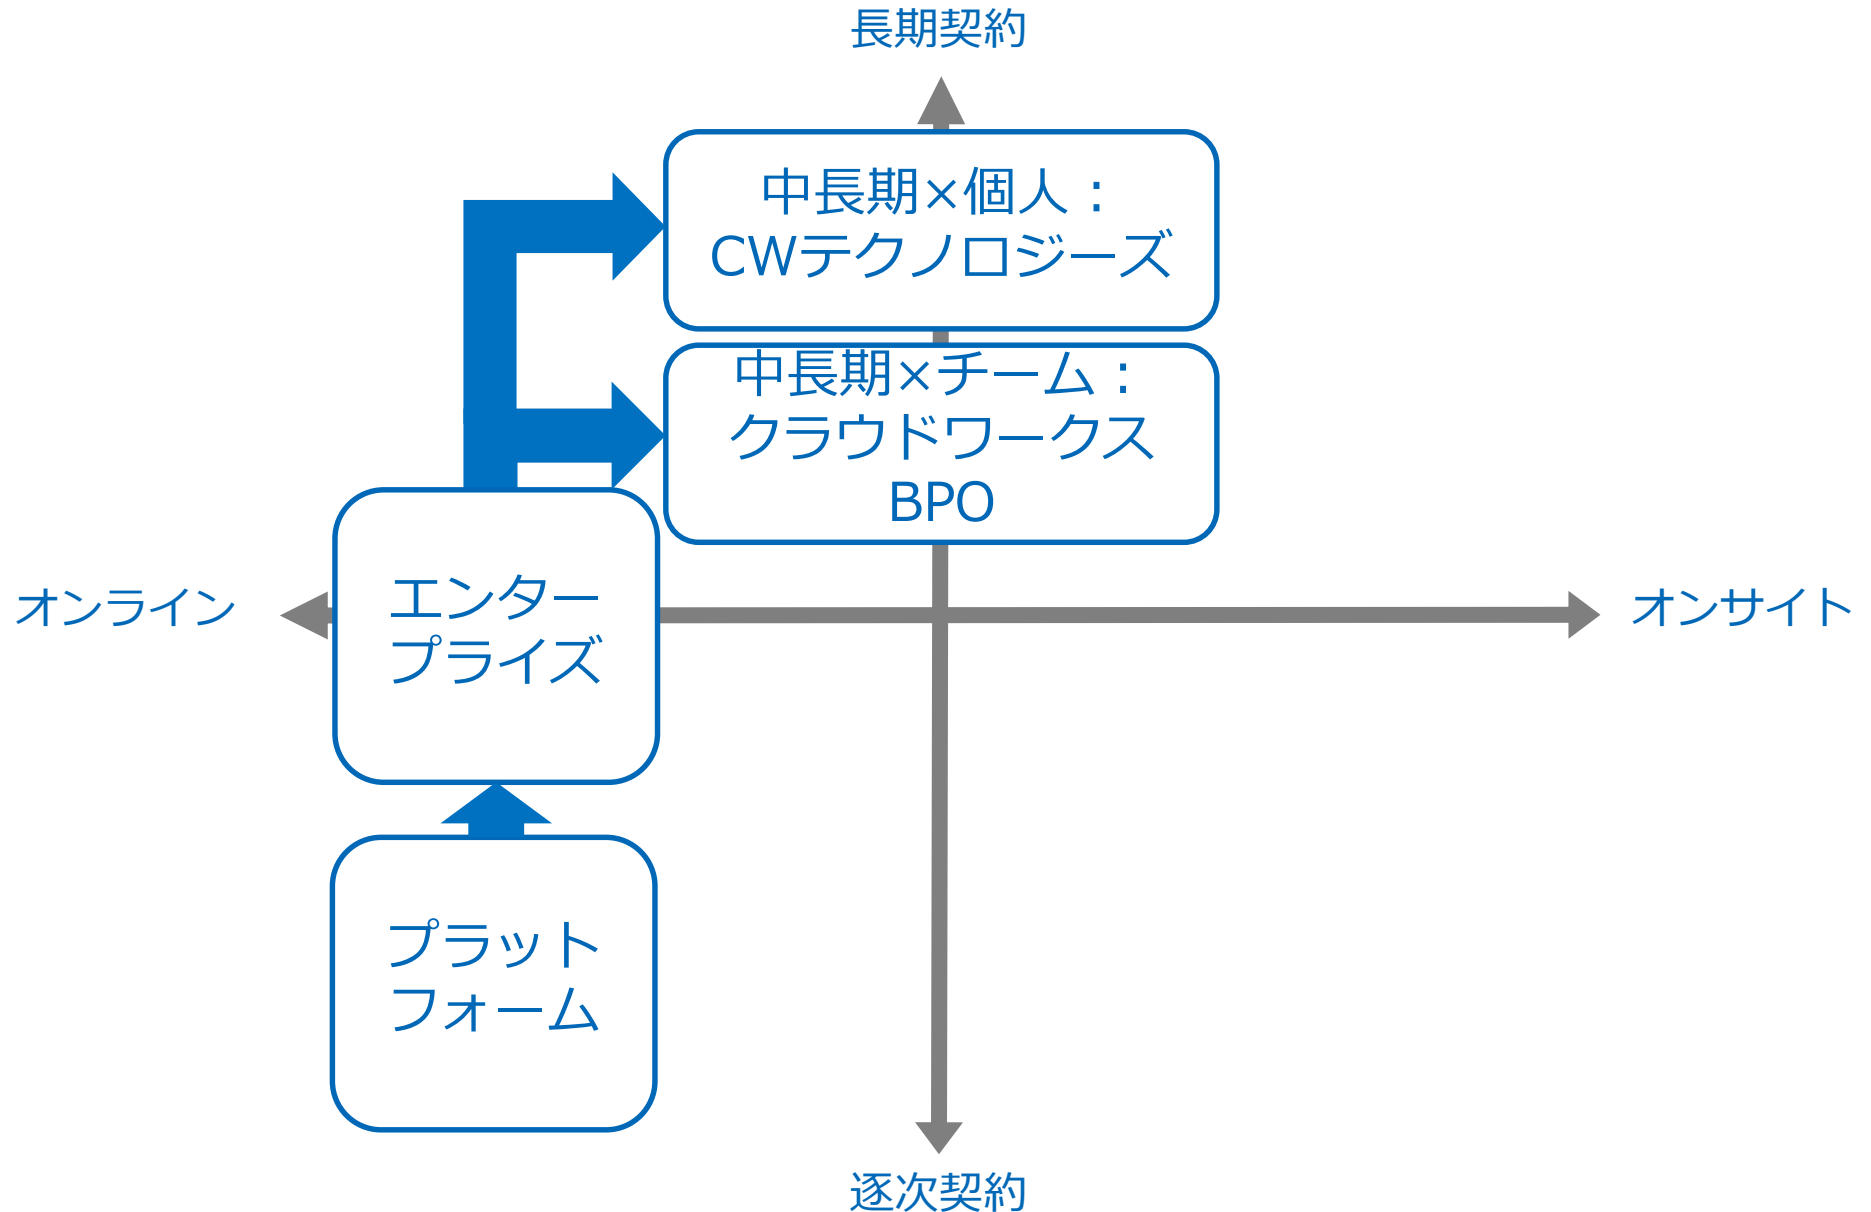 長期契約
中長期×個人：
CWテクノロジーズ
中長期×チーム：
クラウドワークス
BPO
エンター
プライズ
オンライン
オンサイト
プラット
フォーム
逐次契約